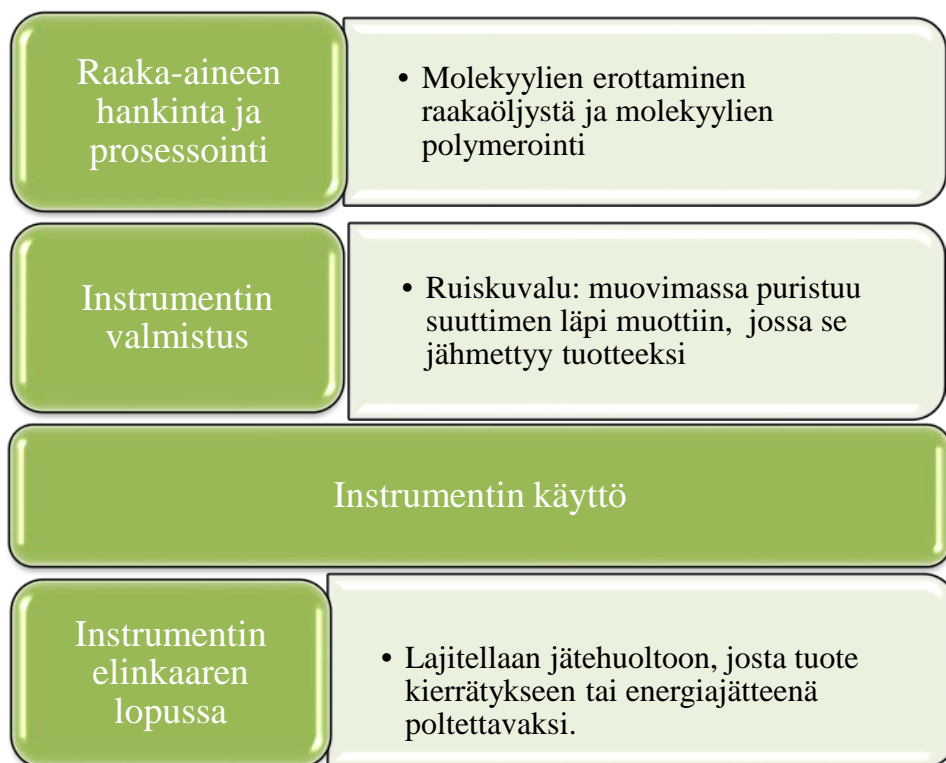 Raaka-aineen
hankinta ja
prosessointi
• Molekyylien erottaminen
raakaöljystä ja molekyylien
polymerointi
Instrumentin
valmistus
• Ruiskuvalu: muovimassa puristuu
suuttimen läpi muottiin, jossa se
jähmettyy tuotteeksi
Instrumentin käyttö
Instrumentin
elinkaaren
lopussa
• Lajitellaan jätehuoltoon, josta tuote
kierrätykseen tai energiajätteenä
poltettavaksi.